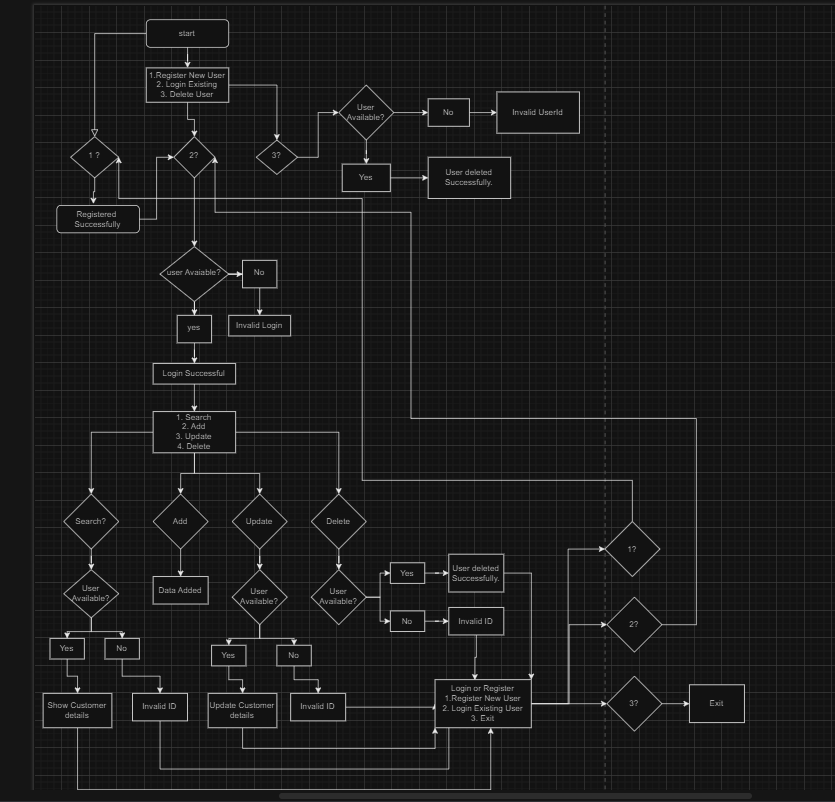 start
1.Register New User
2. Login Existing
3. Delete User
User
Available?
No
Invalid UserId
1 ?
2?
3?
Yes
User deleted
Successfully.
Registered
Successfully
user Avaiable?
No
yes
Invalid Login
Login Successful
1. Search
2. Add
3. Update
4. Delete
Search?
Add
Update
Delete
1?
User
Available?
Data Added
User
Available?
User
Available?
Yes
User deleted
Successfully.
No
Invalid ID
2?
Yes
No
Yes
No
Show Customer
details
Invalid ID
Update Customer
details
Invalid ID
Login or Register
1.Register New User
2. Login Existing User
3. Exit
3?
Exit